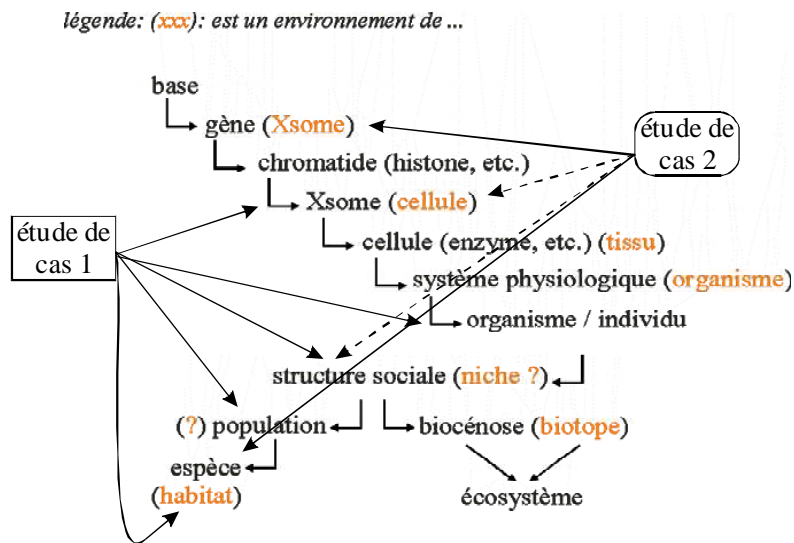 légende: (xxx): est un environnement de ...
base
gène (Xsome)
étude de
cas 2
chromatide (histone, etc.)
Xsome (cellule)
étude de
cas 1
cellule (enzyme, etc.) (tissu)
système physiologique (organisme)
organisme / individu
structure sociale (niche ?)
(?) population
biocénose (biotope)
espèce
(habitat)
écosystème